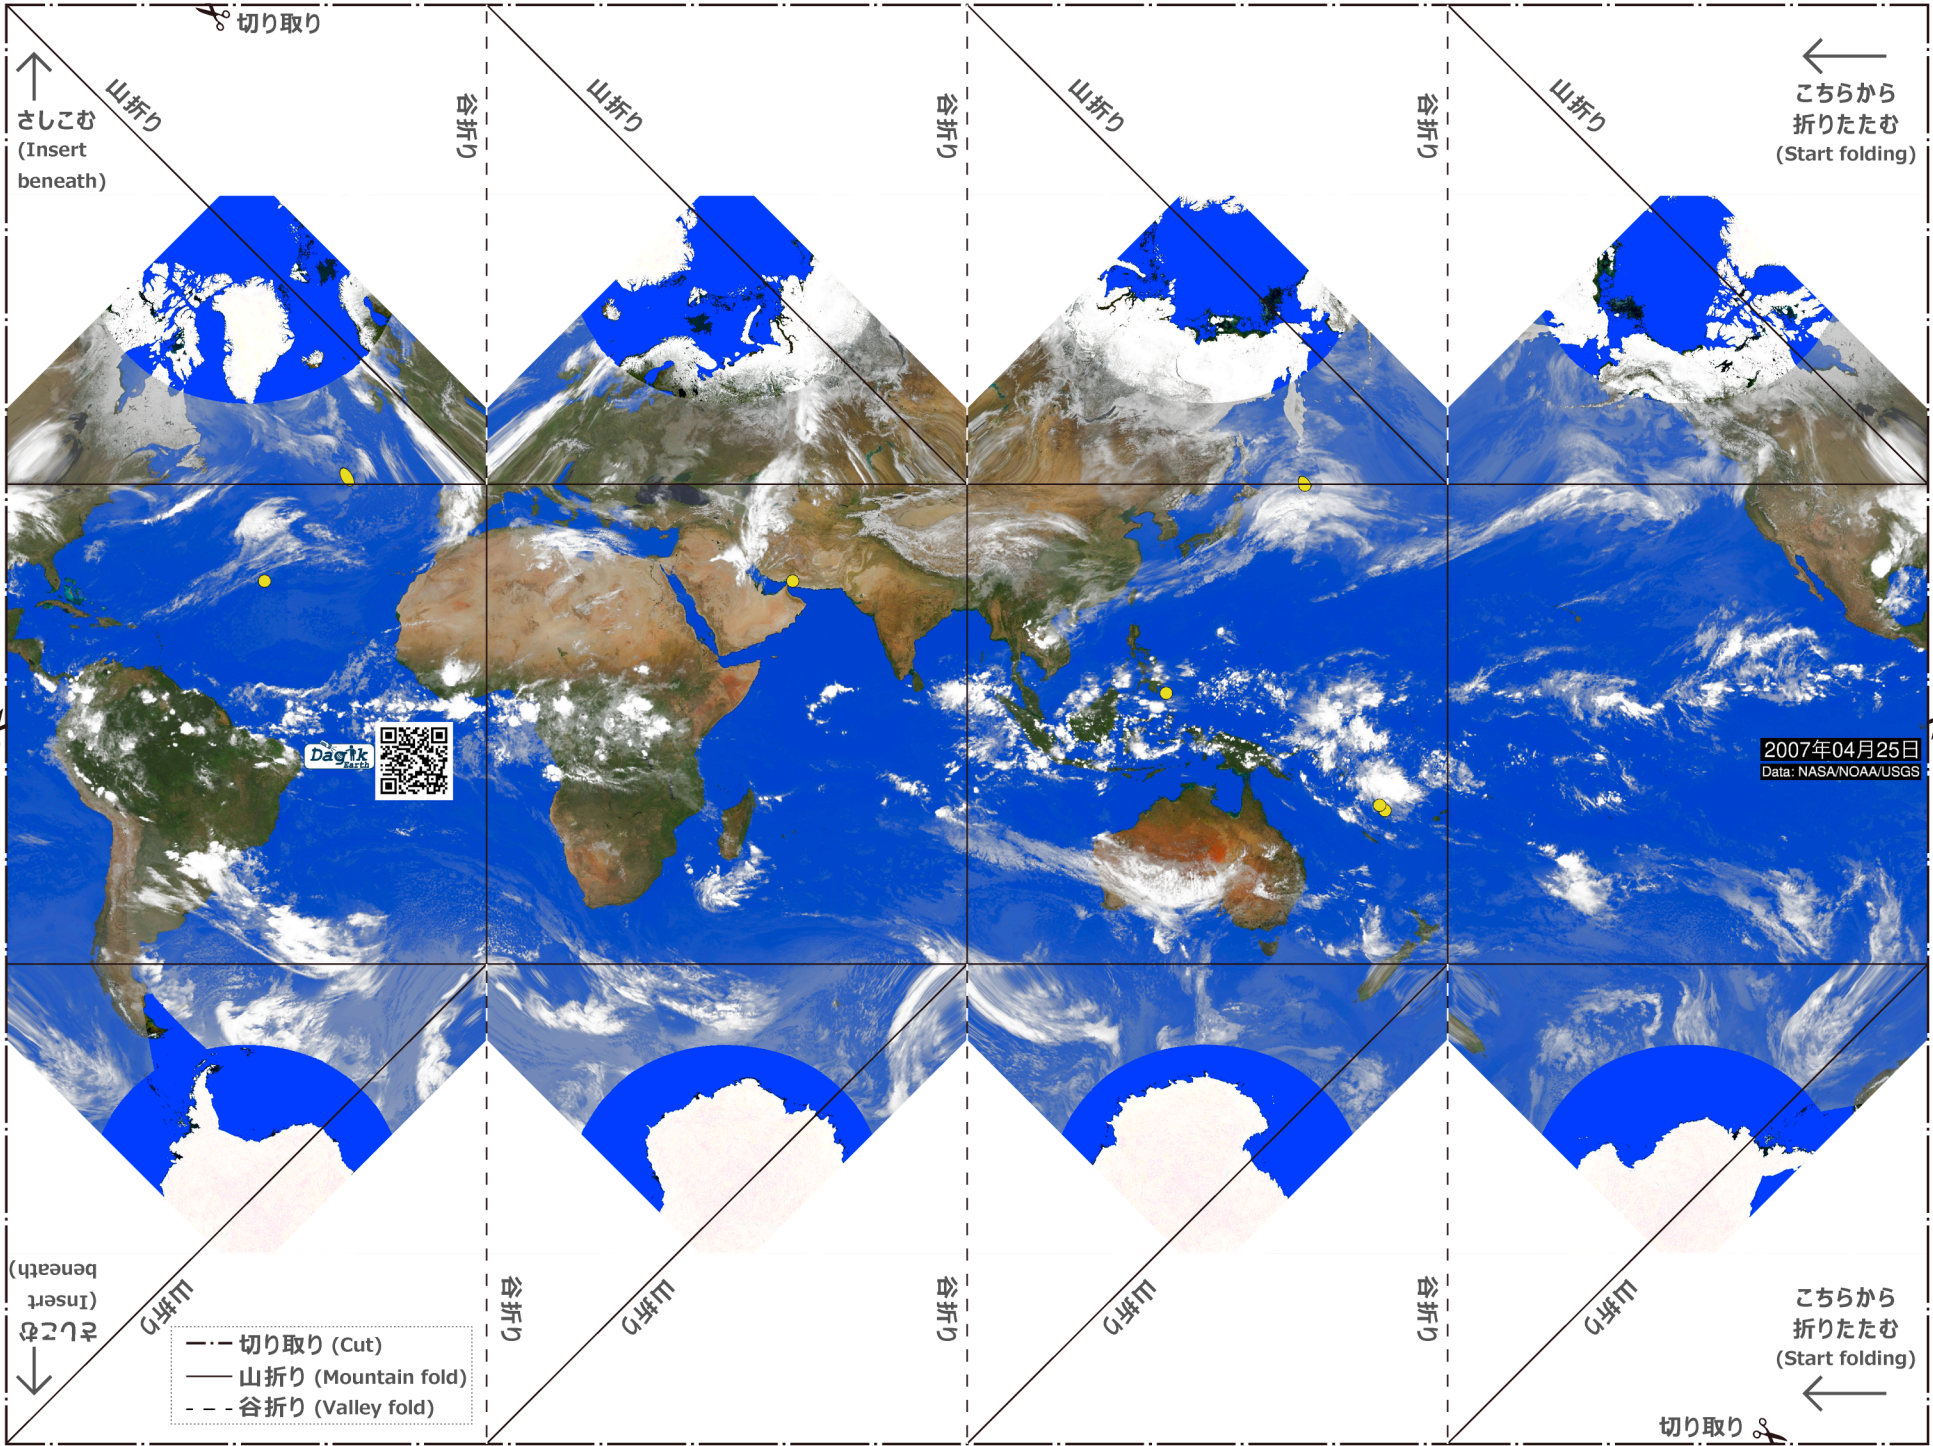 切り取り
山折り
谷折り
山折り
谷折り
山折り
谷折り
山折り
さしこむ
(Insert
beneath)
こちらから
折りたたむ
(Start folding)
Dagik
Earth
2007年04月25日
Data: NASA/NOAA/USGS
さしこむ
(Insert
beneath)
山折り
谷折り
山折り
谷折り
山折り
谷折り
山折り
こちらから
折りたたむ
(Start folding)
切り取り (Cut)
山折り (Mountain fold)
谷折り (Valley fold)
切り取り